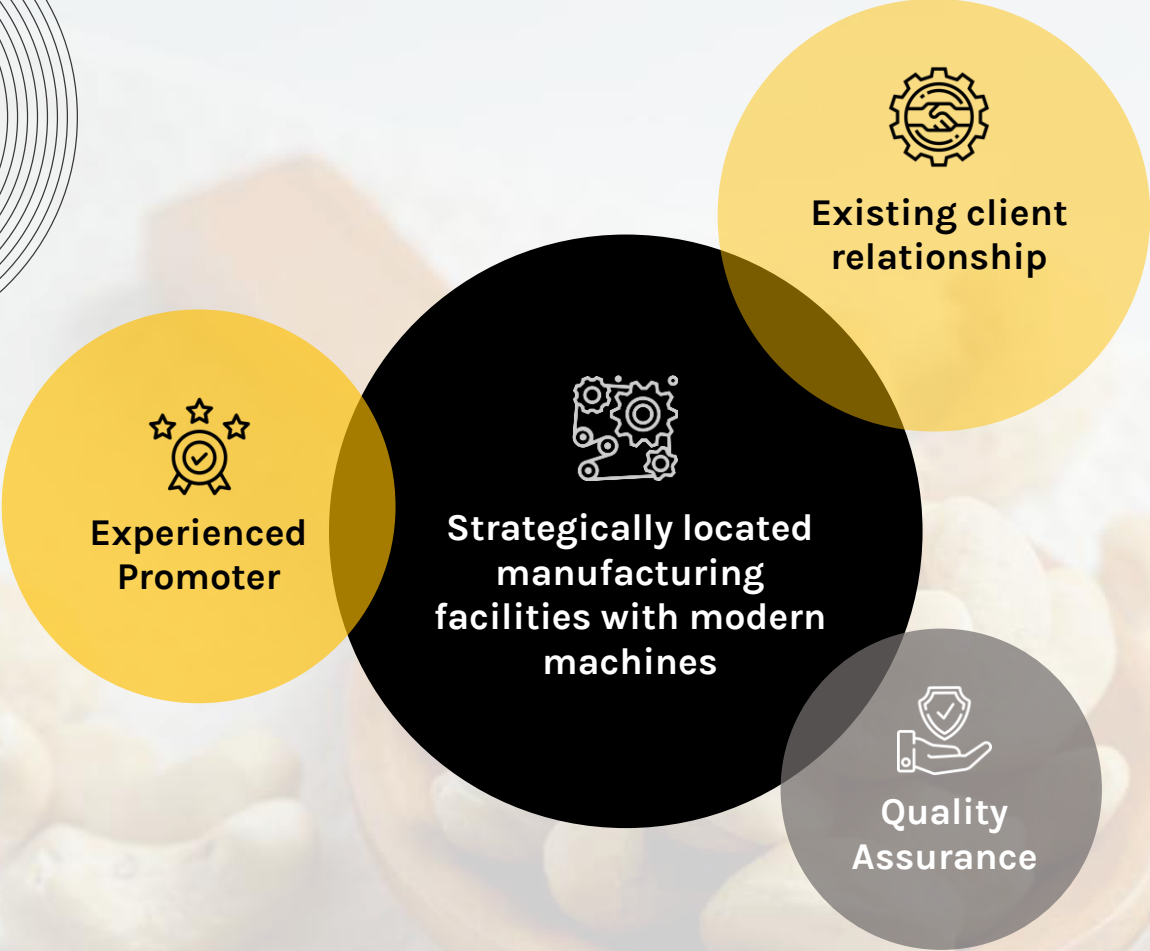 Existing client
relationship
Experienced
Promoter
Strategically located
manufacturing
facilities with modern
machines
Quality
Assurance